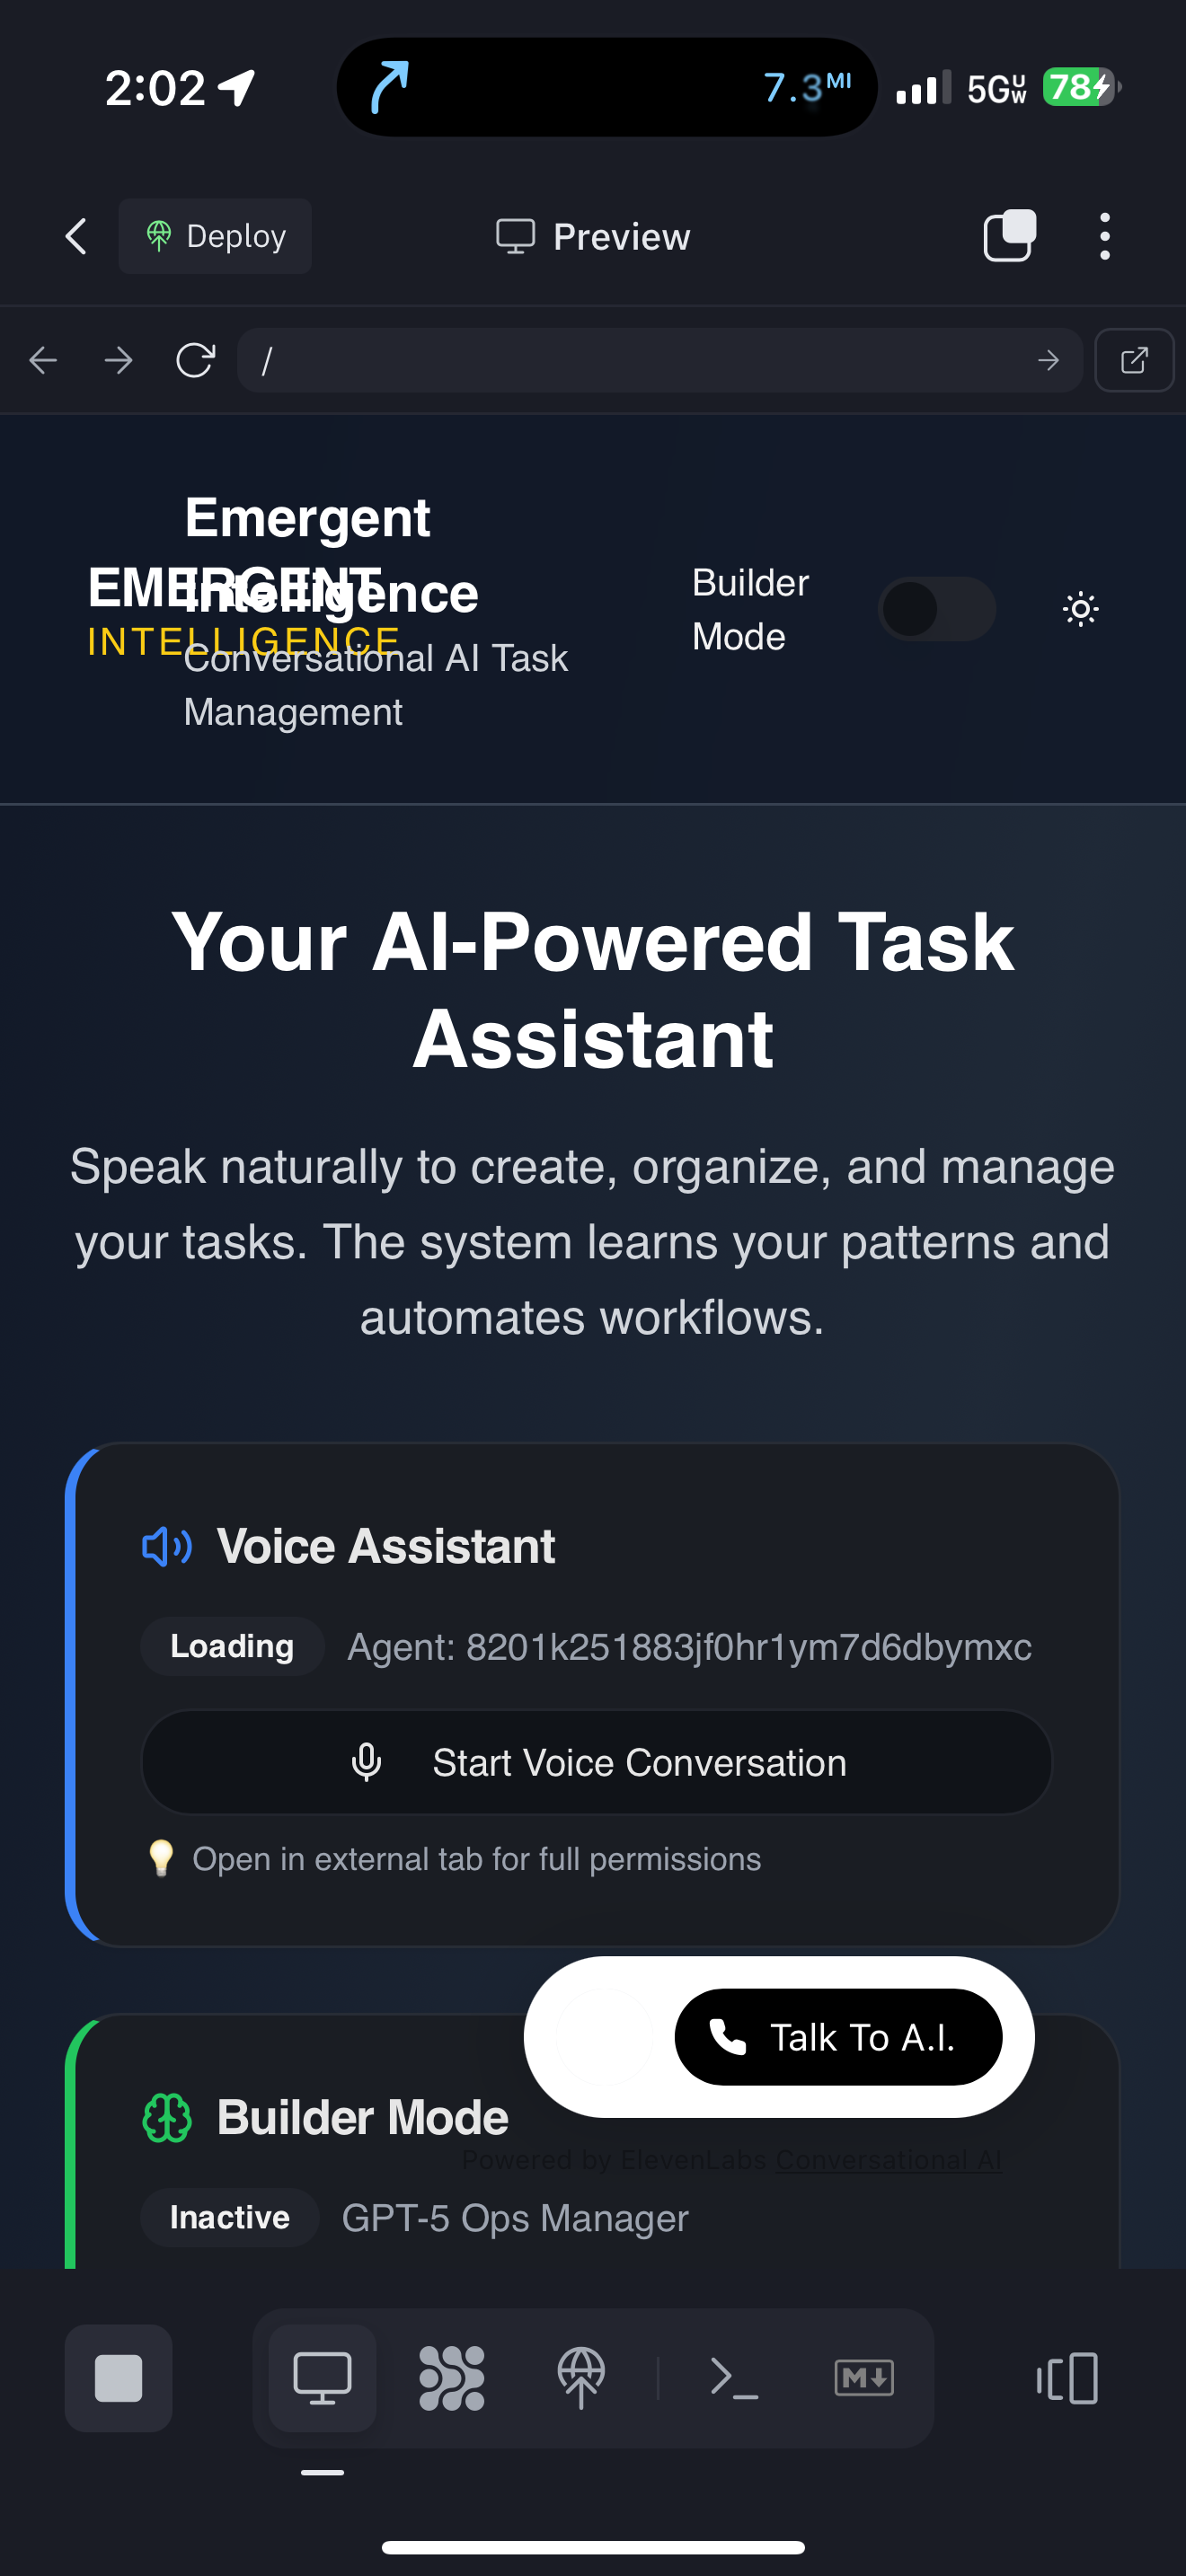 2:02
7.3 MI
5G UW
78
Deploy
Preview
/
Emergent
Intelligence
EMERGENT
INTELLIGENCE
Conversational AI Task
Management
Builder
Mode
Your AI-Powered Task
Assistant
Speak naturally to create, organize, and manage
your tasks. The system learns your patterns and
automates workflows.
Voice Assistant
Loading
Agent: 8201k251883jf0hr1ym7d6dbymxc
Start Voice Conversation
Open in external tab for full permissions
Talk To A.I.
Builder Mode
Powered by ElevenLabs Conversational AI
Inactive
GPT-5 Ops Manager
M